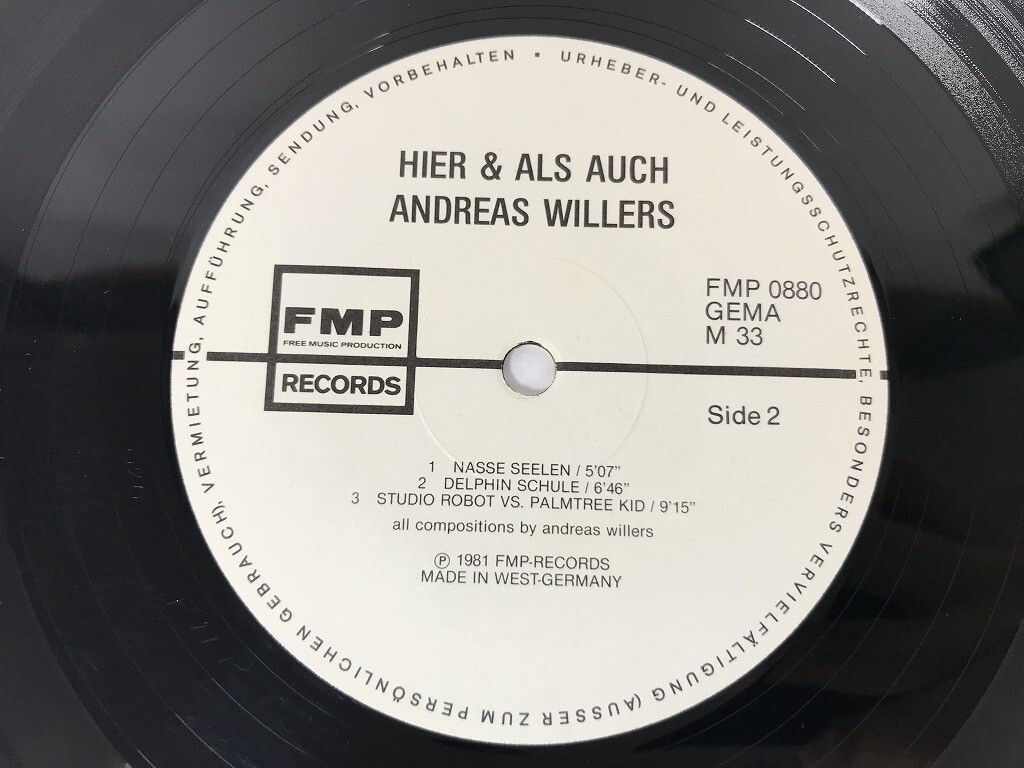 URHEBER- UND LEISTUNGSSCHUTZRECHTE, BESONDERS VERVIELFÄLTIGUNG (AUSSER ZUM PERSÖNLICHEN GEBRAUCH), VERMIETUNG, AUFFÜHRUNG, SENDUNG, VORBEHALTEN ·
HIER & ALS AUCH
ANDREAS WILLERS
FMP
FREE MUSIC PRODUCTION
RECORDS
FMP 0880
GEMA
M 33
Side 2
1 NASSE SEELEN / 5'07"
2 DELPHIN SCHULE / 6'46"
3 STUDIO ROBOT VS. PALMTREE KID / 9'15"
all compositions by andreas willers
℗ 1981 FMP-RECORDS
MADE IN WEST-GERMANY